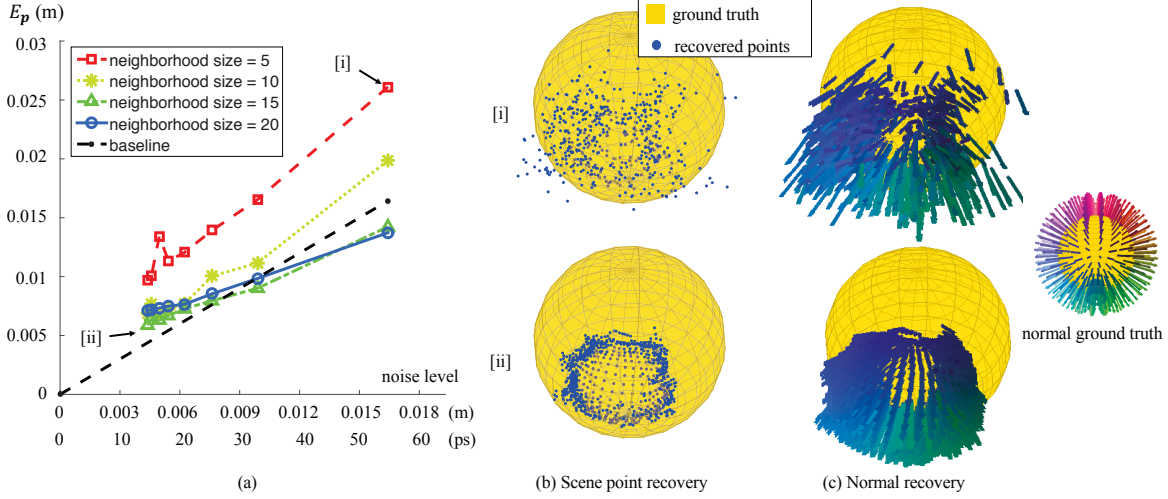 E_p (m)
0.03
0.025
0.02
0.015
0.01
0.005
0
neighborhood size = 5
neighborhood size = 10
neighborhood size = 15
neighborhood size = 20
baseline
[i]
[ii]
noise level
0.003 0.006 0.009 0.012 0.015 0.018 (m)
0 10 20 30 40 50 60 (ps)
(a)
ground truth
recovered points
[i]
[ii]
normal ground truth
(b) Scene point recovery
(c) Normal recovery